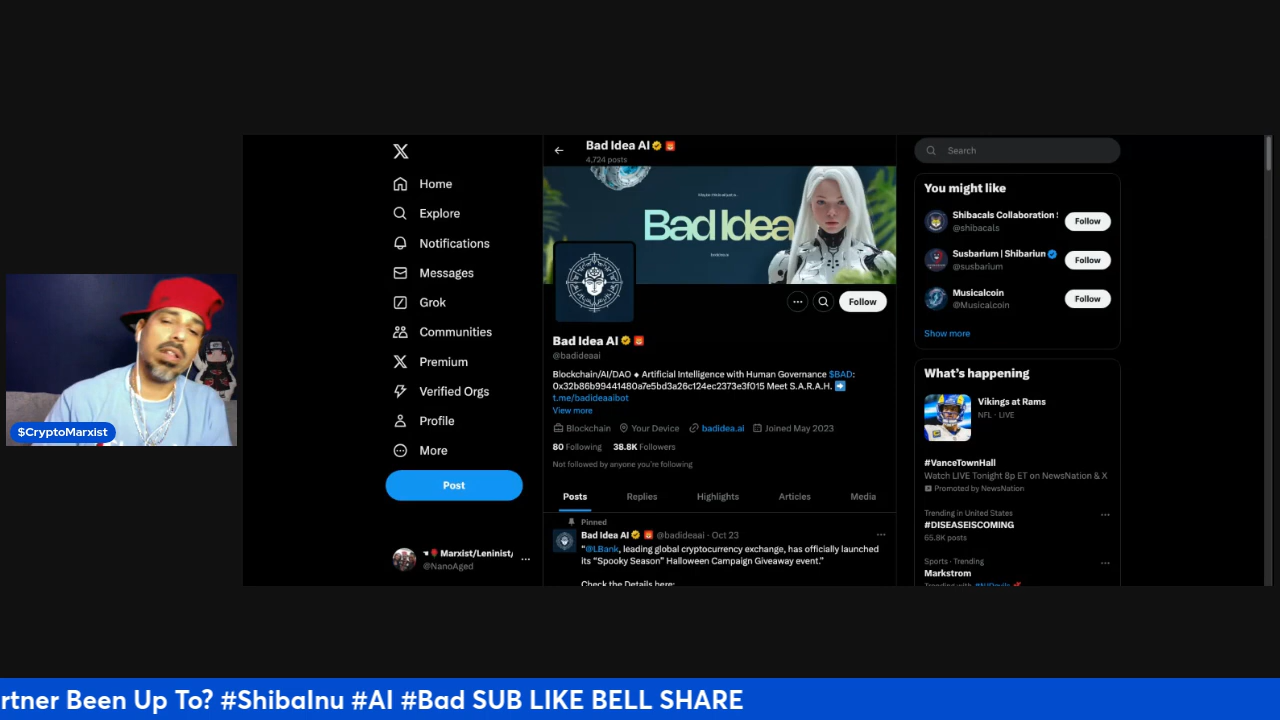 $CryptoMarxist
Home
Explore
Notifications
Messages
Grok
Communities
Premium
Verified Orgs
Profile
More
Post
Marxist/Leninist/
@NanoAged
Bad Idea AI
4,724 posts
Bad Idea
Follow
Bad Idea AI
@badideaai
Blockchain/AI/DAO ♦ Artificial Intelligence with Human Governance $BAD:
0x32b86b99441480a7e5bd3a26c124ec2373e3f015 Meet S.A.R.A.H. ➡️
t.me/badideaaibot
View more
Blockchain Your Device badidea.ai Joined May 2023
80 Following 38.8K Followers
Not followed by anyone you're following
Posts Replies Highlights Articles Media
Pinned
Bad Idea AI @badideaai · Oct 23
"@LBank, leading global cryptocurrency exchange, has officially launched
its "Spooky Season" Halloween Campaign Giveaway event."
Check the Details here:
Search
You might like
Shibacals Collaboration
@shibacals
Follow
Susbarium | Shibariun
@susbarium
Follow
Musicalcoin
@Musicalcoin
Follow
Show more
What's happening
Vikings at Rams
NFL · LIVE
#VanceTownHall
Watch LIVE Tonight 8p ET on NewsNation & X
Promoted by NewsNation
Trending in United States
#DISEASEISCOMING
65.8K posts
Sports · Trending
Markstrom
Trending with #NJDevils
rtner Been Up To? #ShibaInu #AI #Bad SUB LIKE BELL SHARE